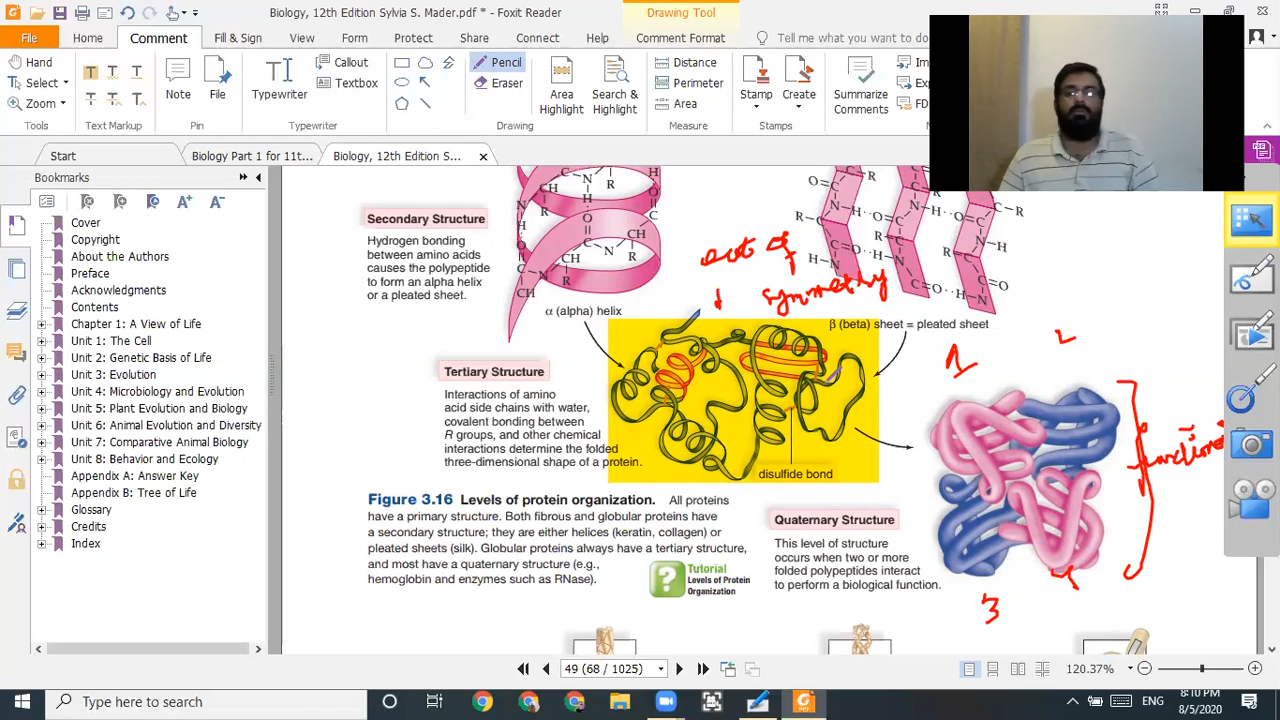 Biology, 12th Edition Sylvia S. Mader.pdf * - Foxit Reader
Drawing Tool
File Home Comment Fill & Sign View Form Protect Share Connect Help Comment Format Tell me what you want to do...
Hand
Select
Zoom
Tools
Text Markup
Note
File
Pin
Typewriter
Callout
Textbox
Typewriter
Pencil
Eraser
Drawing
Area Highlight
Search & Highlight
Distance
Perimeter
Area
Measure
Stamp
Create
Stamps
Summarize Comments
Start
Biology Part 1 for 11t...
Biology, 12th Edition S...
Bookmarks
Cover
Copyright
About the Authors
Preface
Acknowledgments
Contents
Chapter 1: A View of Life
Unit 1: The Cell
Unit 2: Genetic Basis of Life
Unit 3: Evolution
Unit 4: Microbiology and Evolution
Unit 5: Plant Evolution and Biology
Unit 6: Animal Evolution and Diversity
Unit 7: Comparative Animal Biology
Unit 8: Behavior and Ecology
Appendix A: Answer Key
Appendix B: Tree of Life
Glossary
Credits
Index
Secondary Structure
Hydrogen bonding
between amino acids
causes the polypeptide
to form an alpha helix
or a pleated sheet.
α (alpha) helix
β (beta) sheet = pleated sheet
out of
symmetry
Tertiary Structure
Interactions of amino
acid side chains with water,
covalent bonding between
R groups, and other chemical
interactions determine the folded
three-dimensional shape of a protein.
disulfide bond
1
2
3
4
Figure 3.16 Levels of protein organization. All proteins
have a primary structure. Both fibrous and globular proteins have
a secondary structure; they are either helices (keratin, collagen) or
pleated sheets (silk). Globular proteins always have a tertiary structure,
and most have a quaternary structure (e.g.,
hemoglobin and enzymes such as RNase).
Tutorial
Levels of Protein
Organization
Quaternary Structure
This level of structure
occurs when two or more
folded polypeptides interact
to perform a biological function.
49 (68 / 1025)
120.37%
Type here to search
ENG
8:10 PM
8/5/2020